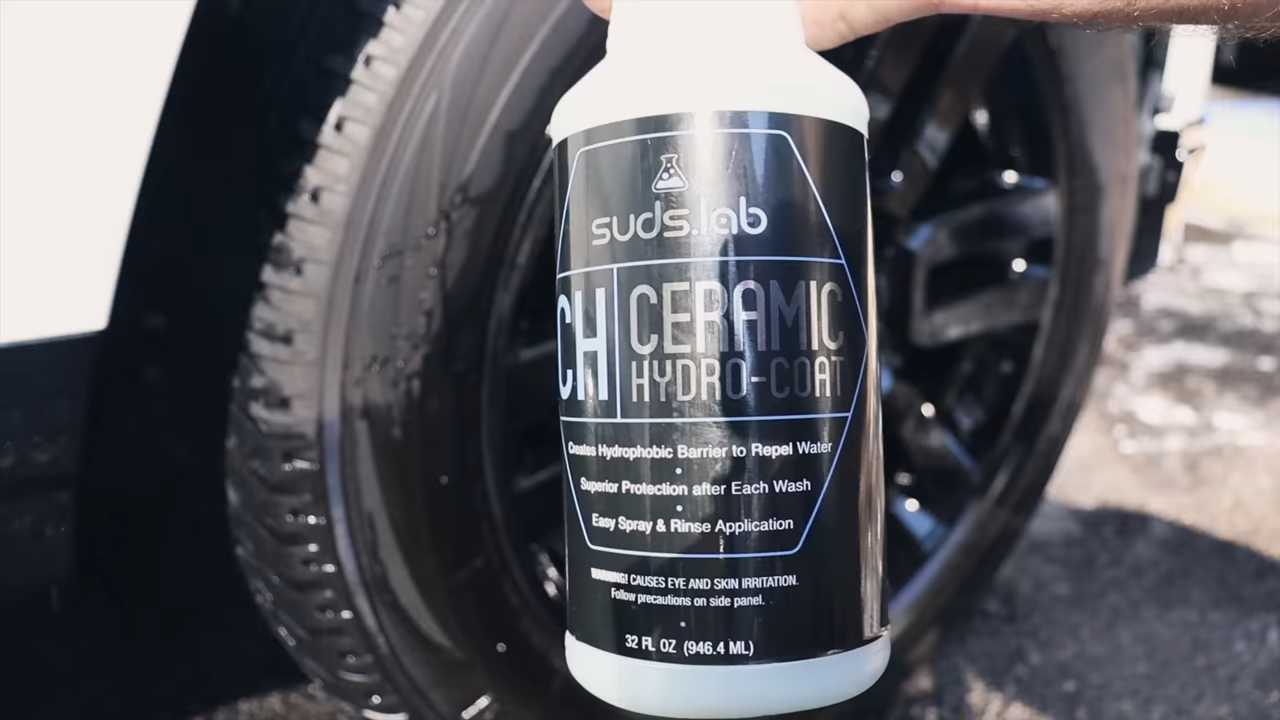 suds.lab
CH
CERAMIC
HYDRO-COAT
Creates Hydrophobic Barrier to Repel Water
Superior Protection after Each Wash
Easy Spray & Rinse Application
WARNING! CAUSES EYE AND SKIN IRRITATION.
Follow precautions on side panel.
32 FL OZ (946.4 ML)